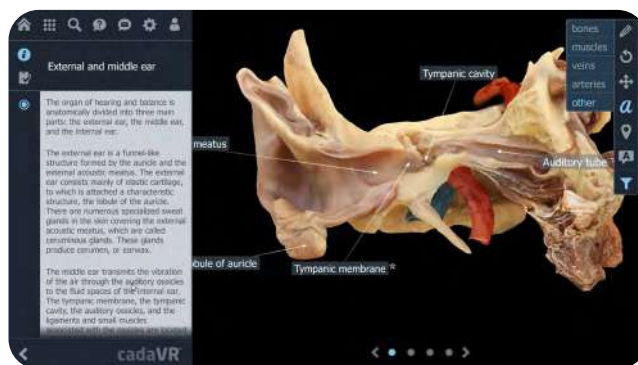 External and middle ear
The organ of hearing and balance is
anatomically divided into three main
parts: the external ear, the middle ear,
and the internal ear.
The external ear is a funnel-like
structure formed by the auricle and the
external acoustic meatus. The external
ear consists mainly of elastic cartilage,
to which is attached a characteristic
structure, the lobule of the auricle.
There are numerous specialized sweat
glands in the skin covering the external
acoustic meatus, which are called
ceruminous glands. These glands
produce cerumen, or earwax.
The middle ear transmits the vibration
of the air through the auditory ossicles
to the fluid spaces of the internal ear.
The tympanic membrane, the tympanic
cavity, the auditory ossicles, and the
ligaments and small muscles
associated with the ossicles are located
cadaVR
Tympanic cavity
meatus
Auditory tube
obule of auricle
Tympanic membrane
bones
muscles
veins
arteries
other
a
A